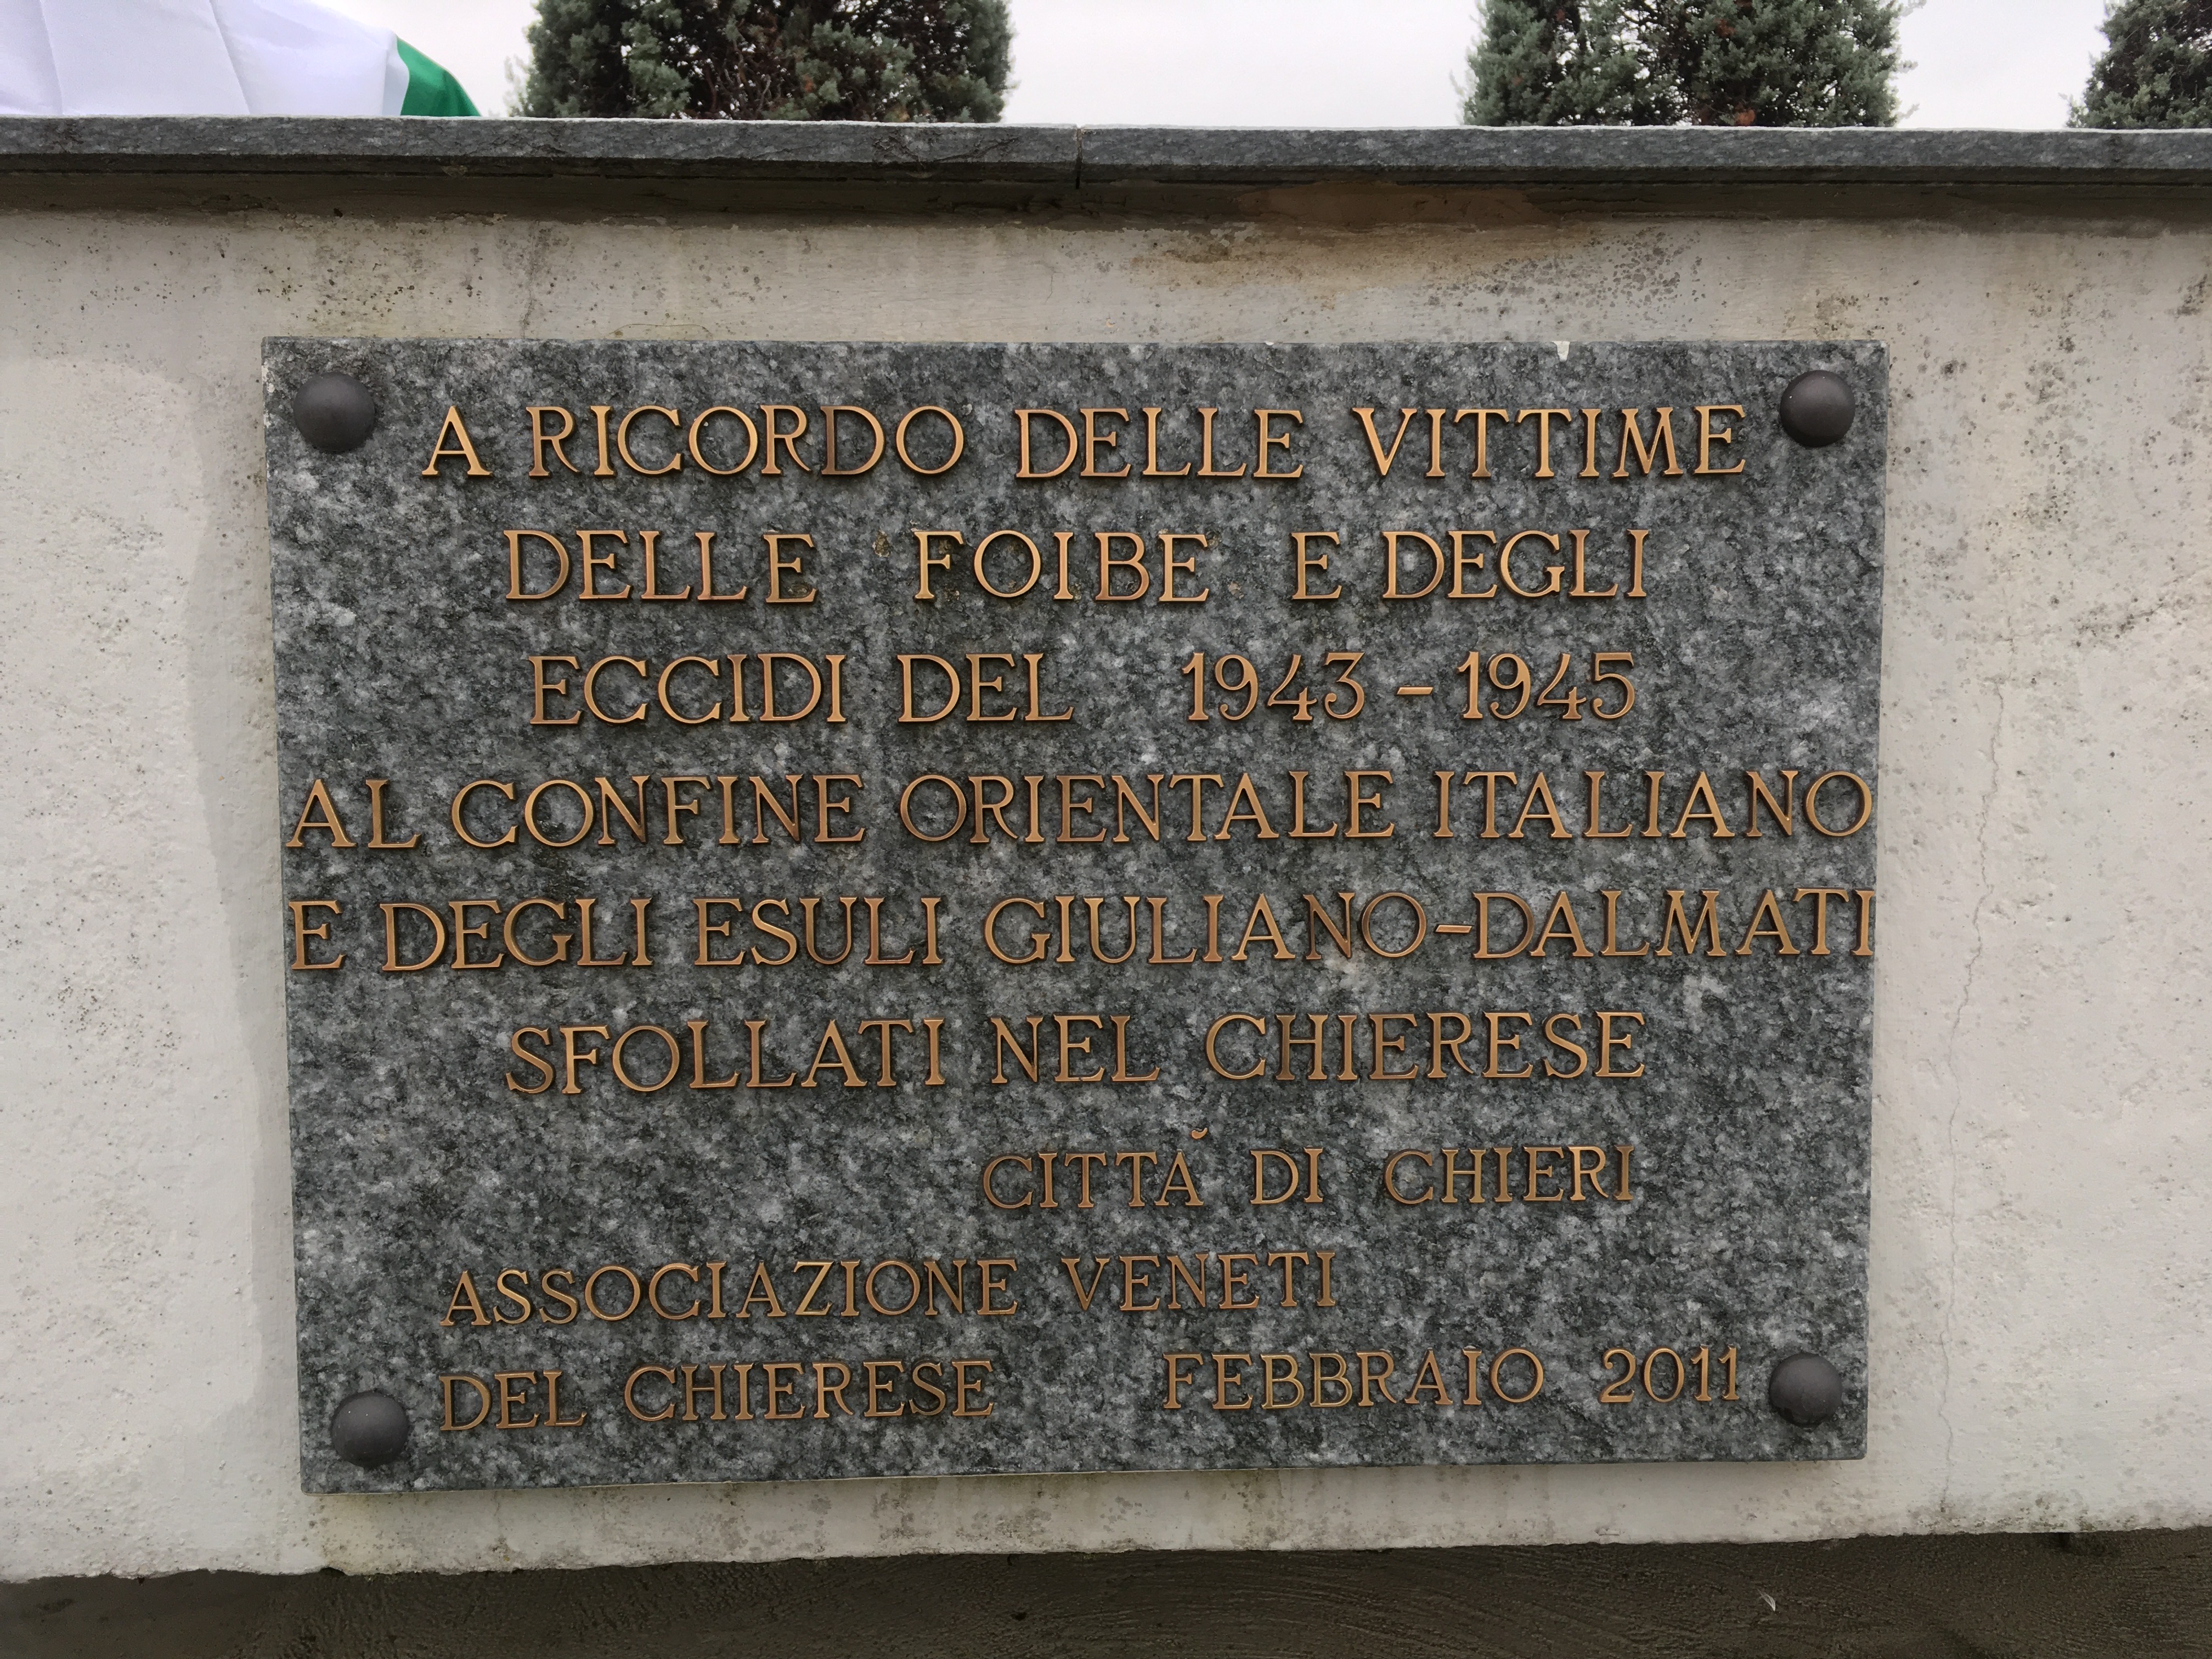 A RICORDO DELLE VITTIME
DELLE FOIBE E DEGLI
ECCIDI DEL 1943-1945
AL CONFINE ORIENTALE ITALIANO
E DEGLI ESULI GIULIANO-DALMATI
SFOLLATI NEL CHIERESE
CITTÀ DI CHIERI
ASSOCIAZIONE VENETI
DEL CHIERESE FEBBRAIO 2011